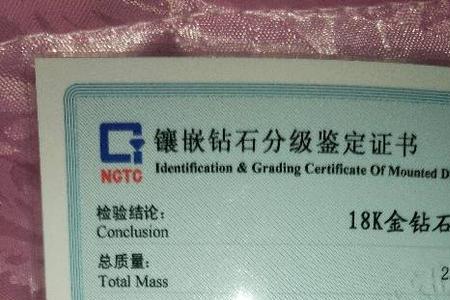 镶嵌钻石分级鉴定证书
NGTC
Identification & Grading Certificate Of Mounted D
检验结论: 18K金钻石
Conclusion
总质量: 2
Total Mass